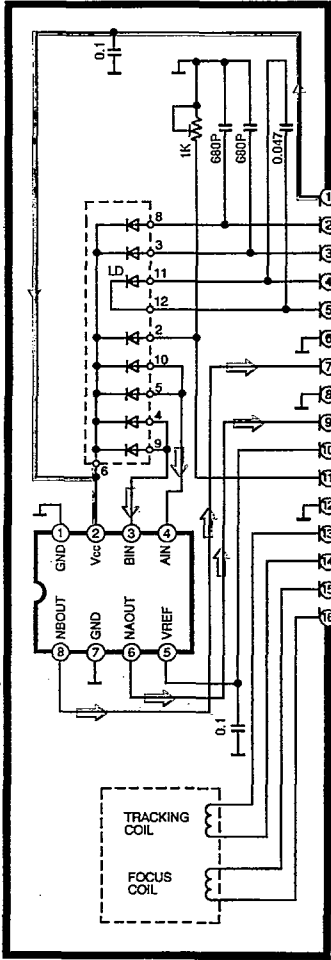 0.1
1K
680P
680P
0.047
1
2
3
4
5
6
7
8
9
10
11
12
13
14
15
16
8
3
LD
11
12
2
10
5
4
9
6
1
2
3
4
GND
Vcc
BIN
AIN
NBOUT
GND
NAOUT
VREF
8
7
6
5
0.1
TRACKING
COIL
FOCUS
COIL